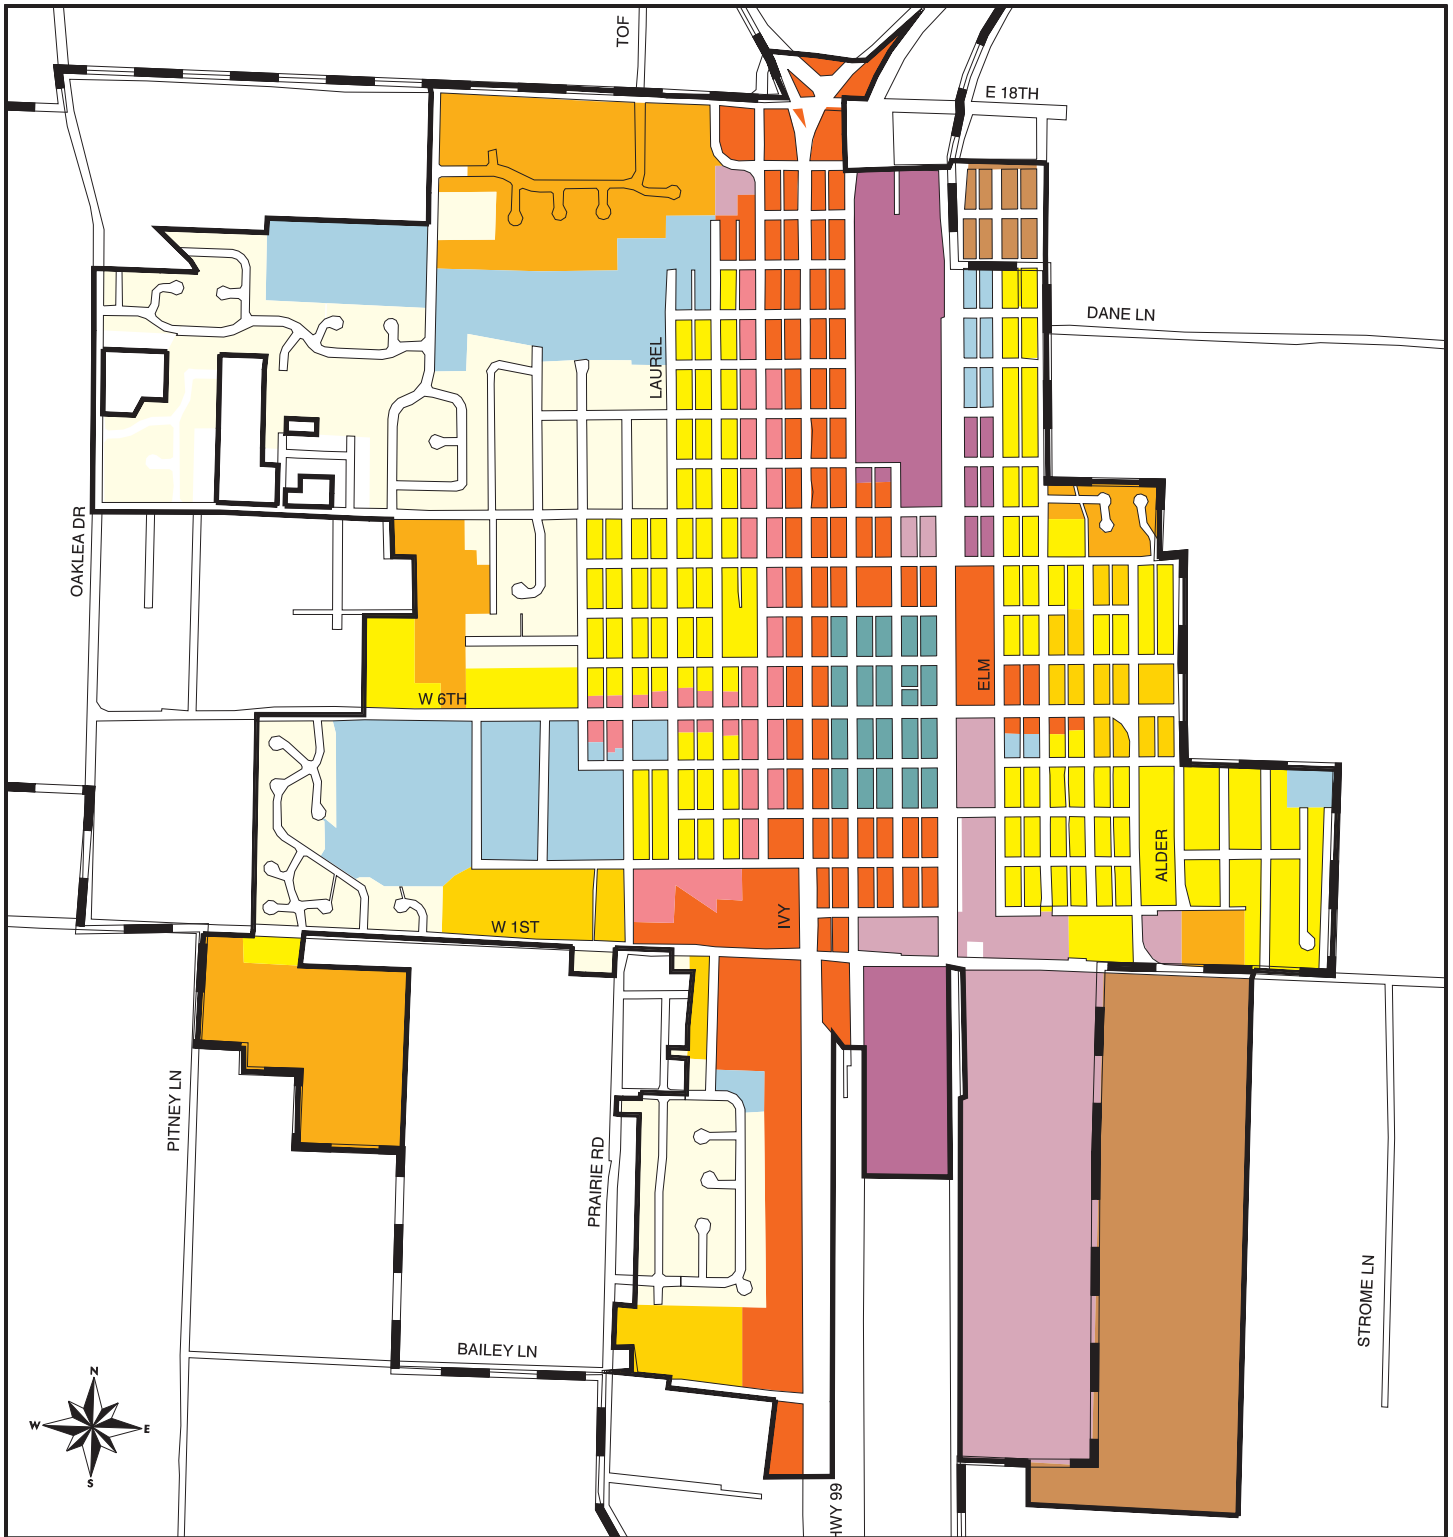 TOF
E 18TH
DANE LN
LAUREL
OAKLEA DR
ELM
W 6TH
ALDER
IVY
W 1ST
PITNEY LN
PRAIRIE RD
STROME LN
BAILEY LN
N
W
E
S
HWY 99